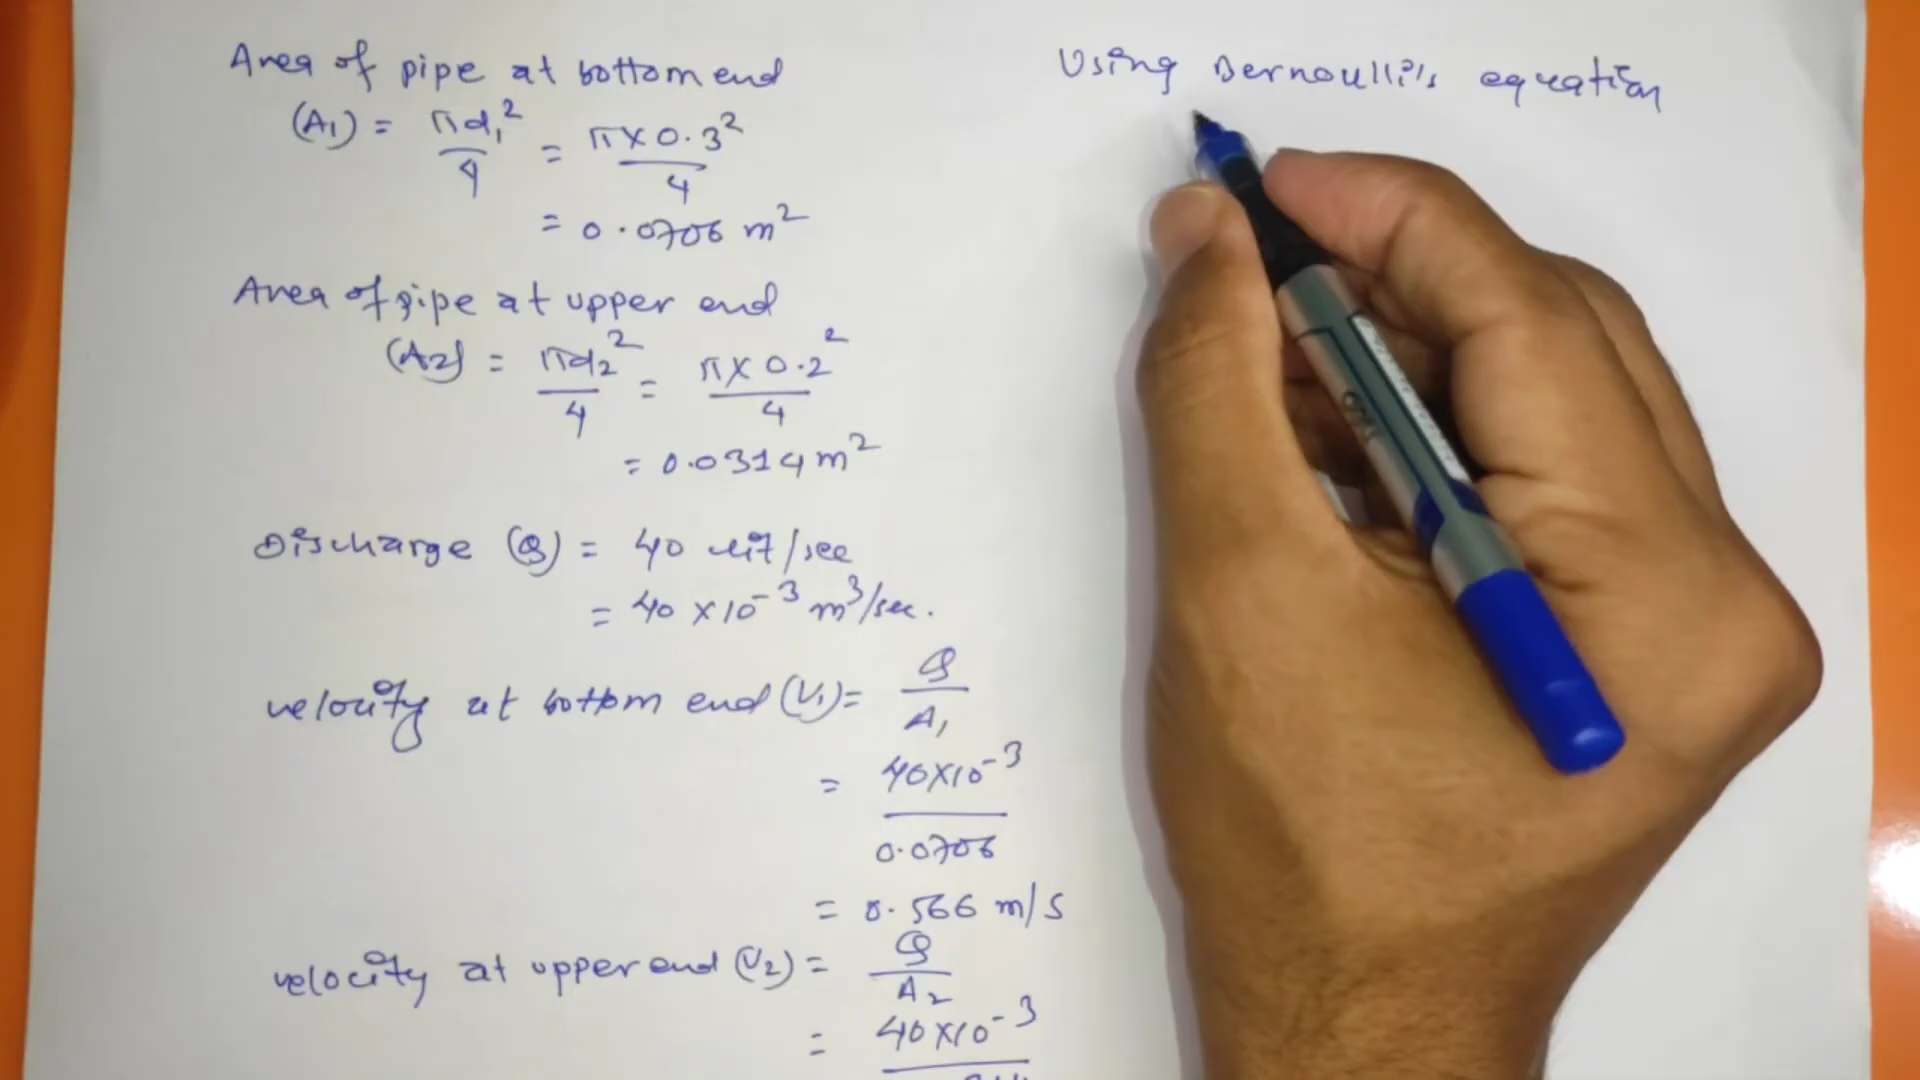 Area of pipe at bottom end
(A1) = πd₁²/4 = π×0.3²/4
= 0.0706 m²
Area of pipe at upper end
(A2) = πd₂²/4 = π×0.2²/4
= 0.0314 m²
Discharge (Q) = 40 lit/sec
= 40 ×10⁻³ m³/sec.
velocity at bottom end (V₁) = Q/A₁
= 40×10⁻³/0.0706
= 0.566 m/s
velocity at upper end (V₂) = Q/A₂
= 40×10⁻³
Using Bernoulli's equation